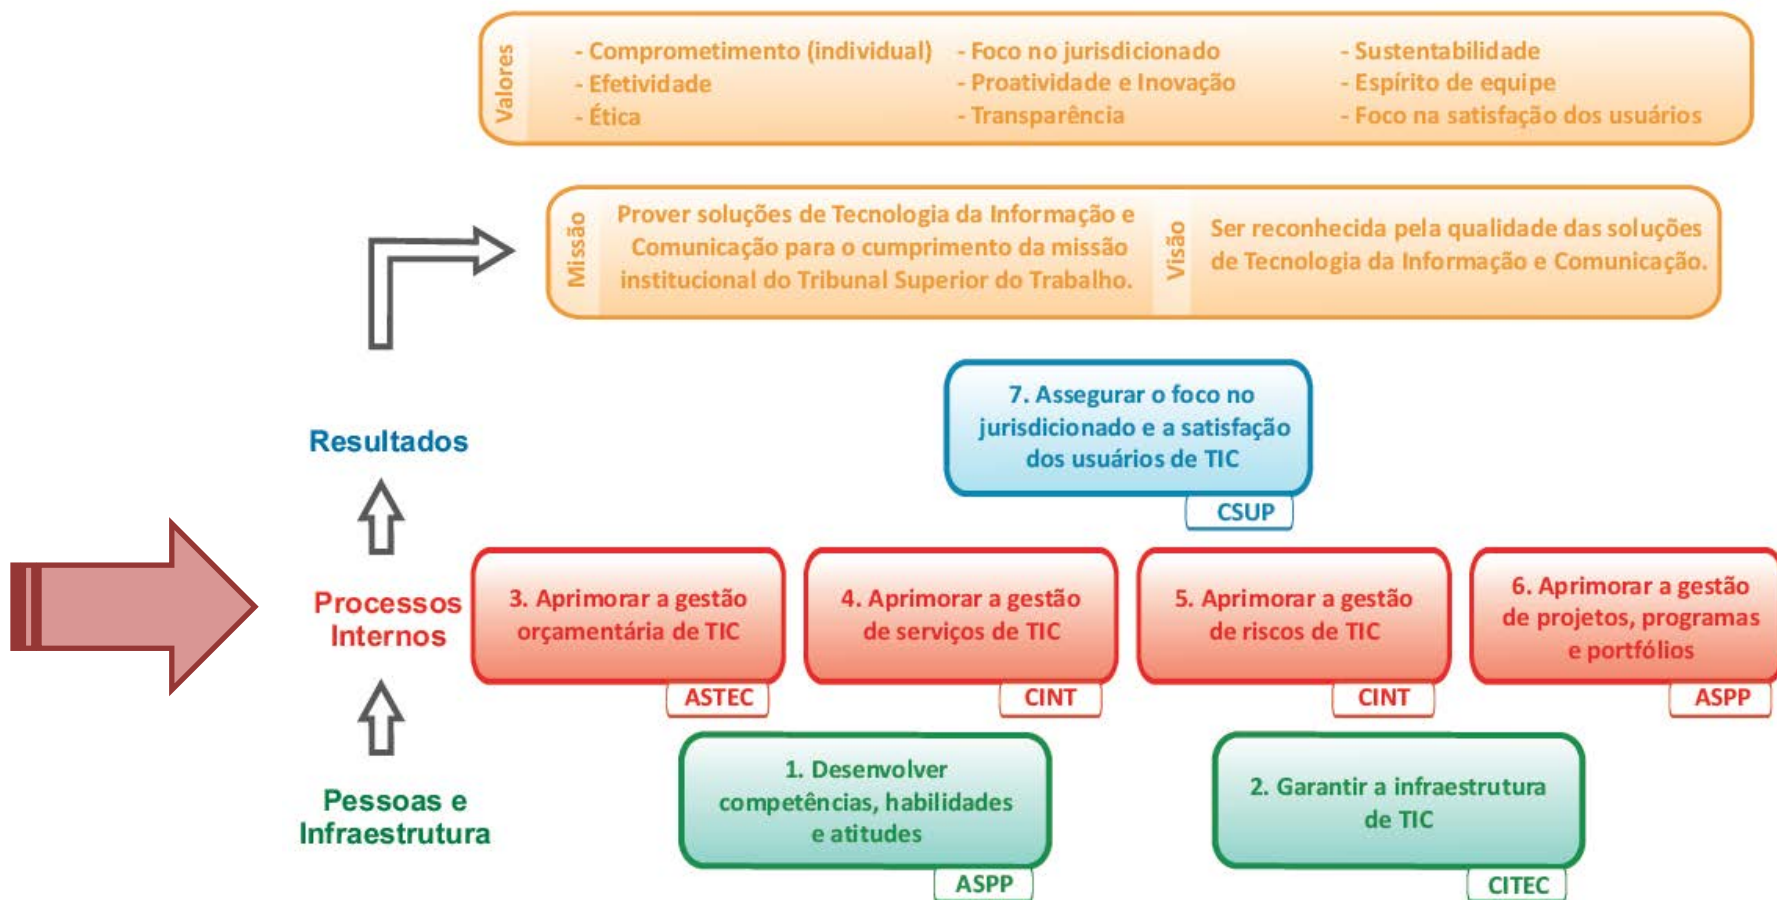 Valores
- Comprometimento (individual)
- Efetividade
- Ética
- Foco no jurisdicionado
- Proatividade e Inovação
- Transparência
- Sustentabilidade
- Espírito de equipe
- Foco na satisfação dos usuários
Missão
Prover soluções de Tecnologia da Informação e
Comunicação para o cumprimento da missão
institucional do Tribunal Superior do Trabalho.
Visão
Ser reconhecida pela qualidade das soluções
de Tecnologia da Informação e Comunicação.
Resultados
7. Assegurar o foco no
jurisdicionado e a satisfação
dos usuários de TIC
CSUP
Processos
Internos
3. Aprimorar a gestão
orçamentária de TIC
ASTEC
4. Aprimorar a gestão
de serviços de TIC
CINT
5. Aprimorar a gestão
de riscos de TIC
CINT
6. Aprimorar a gestão
de projetos, programas
e portfólios
ASPP
Pessoas e
Infraestrutura
1. Desenvolver
competências, habilidades
e atitudes
ASPP
2. Garantir a infraestrutura
de TIC
CITEC